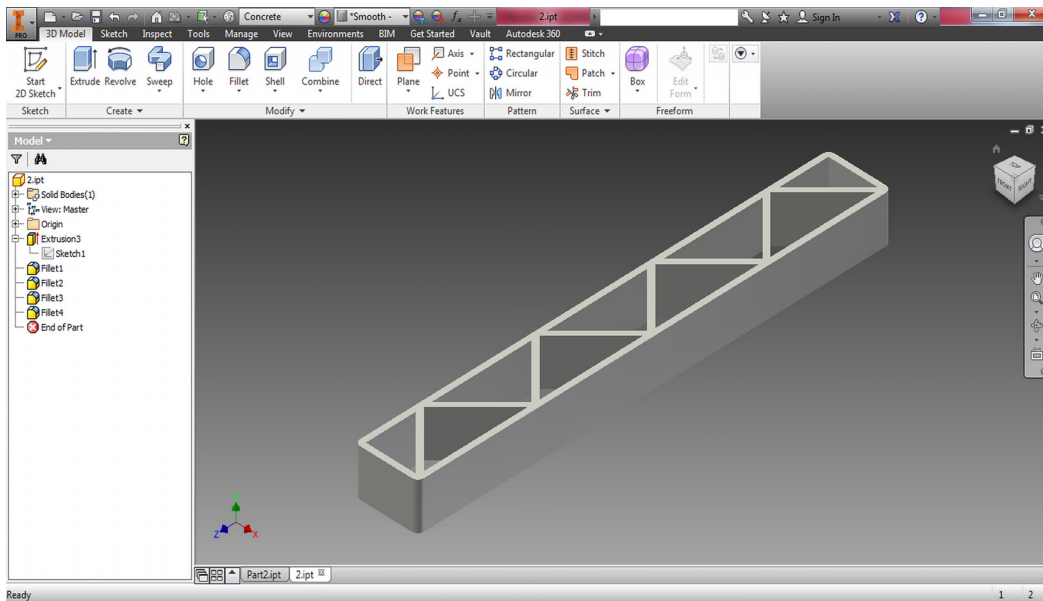 PRO
Concrete
*Smooth -
2.ipt
Sign In
3D Model Sketch Inspect Tools Manage View Environments BIM Get Started Vault Autodesk 360
Start
2D Sketch
Extrude Revolve Sweep
Hole Fillet Shell Combine Direct
Plane
Axis
Point
UCS
Rectangular
Circular
Mirror
Stitch
Patch
Trim
Box
Edit
Form
Sketch Create Modify Work Features Pattern Surface Freeform
Model
2.ipt
Solid Bodies(1)
View: Master
Origin
Extrusion3
Sketch1
Fillet1
Fillet2
Fillet3
Fillet4
End of Part
TOP
FRONT RIGHT
Y
Z X
Part2.ipt 2.ipt
Ready 1 2